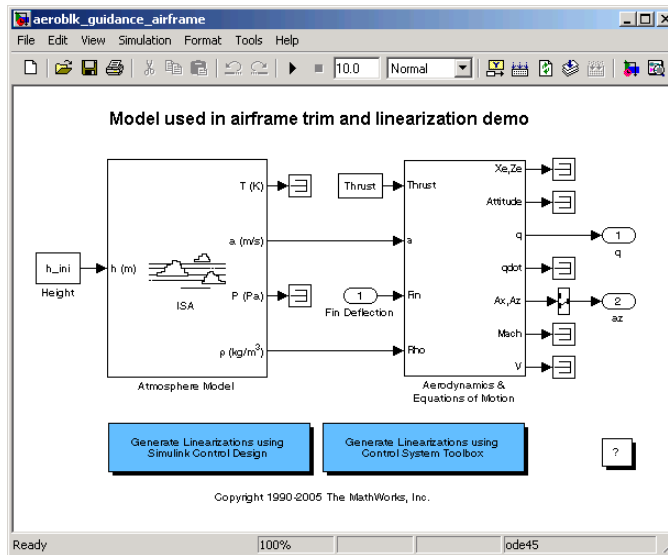 aeroblk_guidance_airframe
File Edit View Simulation Format Tools Help
10.0 Normal
Model used in airframe trim and linearization demo
h_ini
Height
h (m)
ISA
T (K)
a (m/s)
P (Pa)
ρ (kg/m³)
Atmosphere Model
Thrust
1
Fin Deflection
Thrust
a
Fin
Rho
Xe,Ze
Attitude
q
qdot
Ax,Az
Mach
V
Aerodynamics &
Equations of Motion
1
q
2
az
Generate Linearizations using
Simulink Control Design
Generate Linearizations using
Control System Toolbox
?
Copyright 1990-2005 The MathWorks, Inc.
Ready 100% ode45